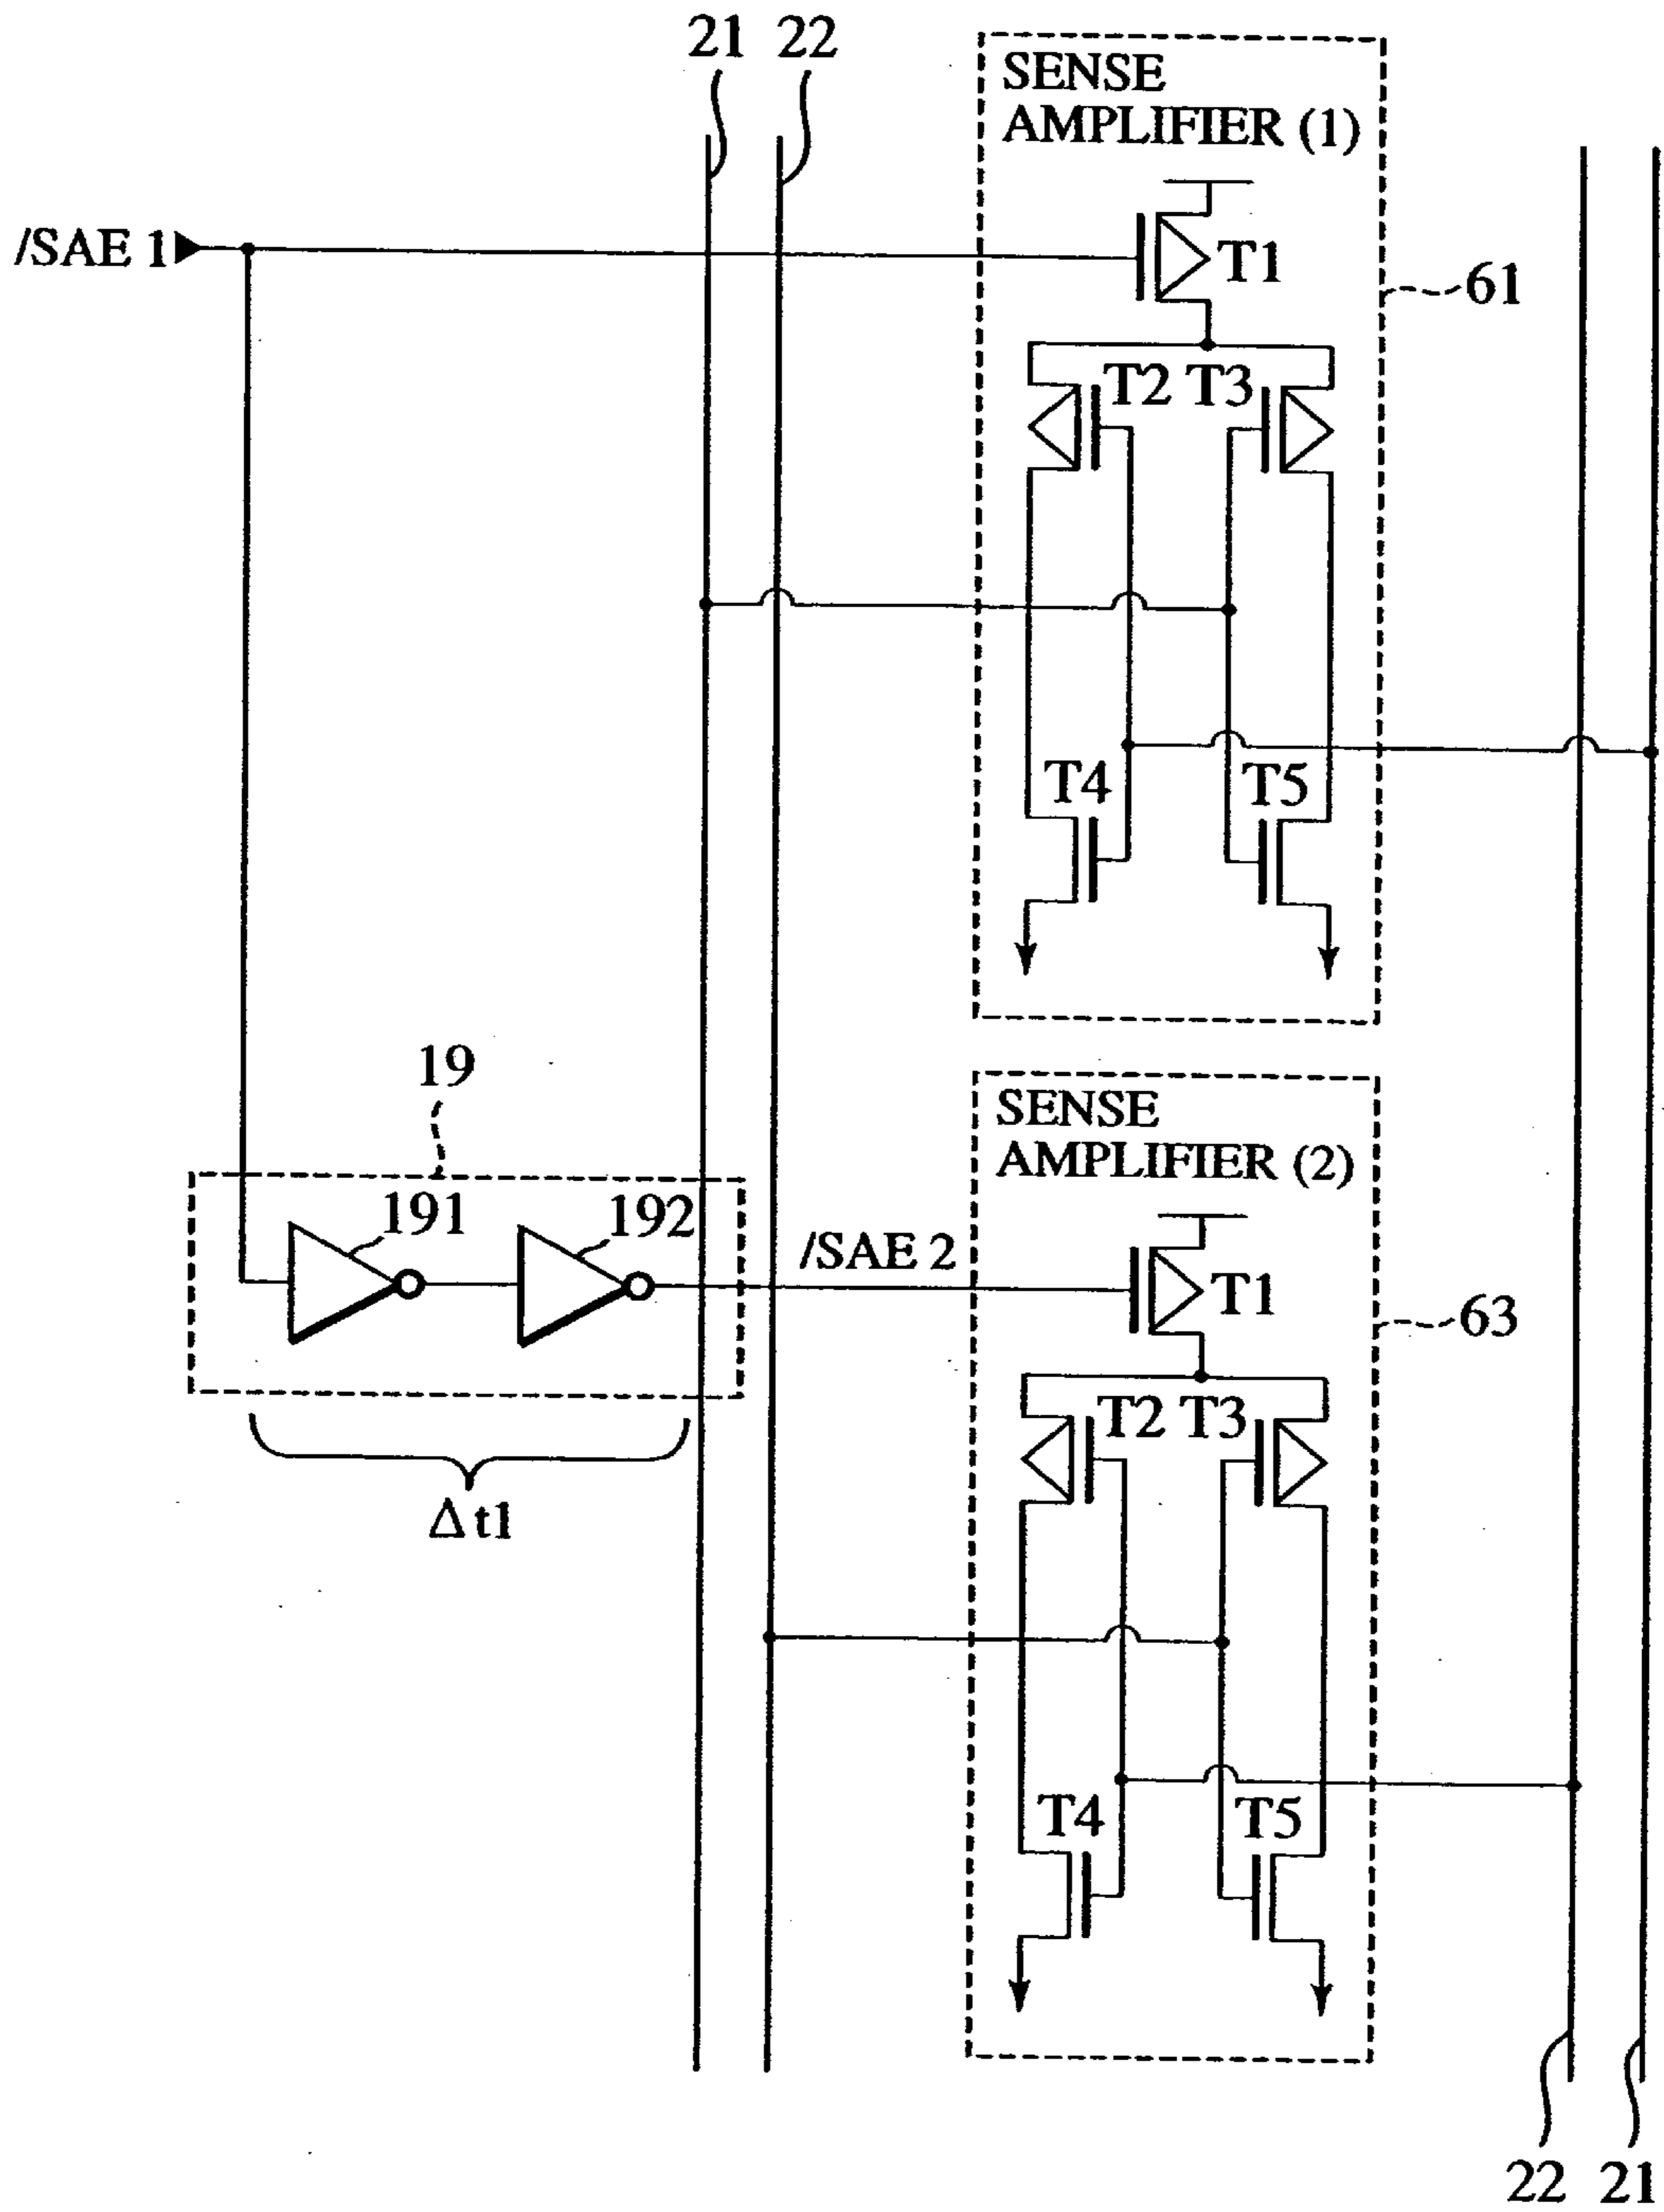 21 22
SENSE
AMPLIFIER (1)
/SAE 1
T1
61
T2 T3
T4 T5
19
191 192
SENSE
AMPLIFIER (2)
/SAE 2
T1
63
T2 T3
Δt1
T4 T5
22 21